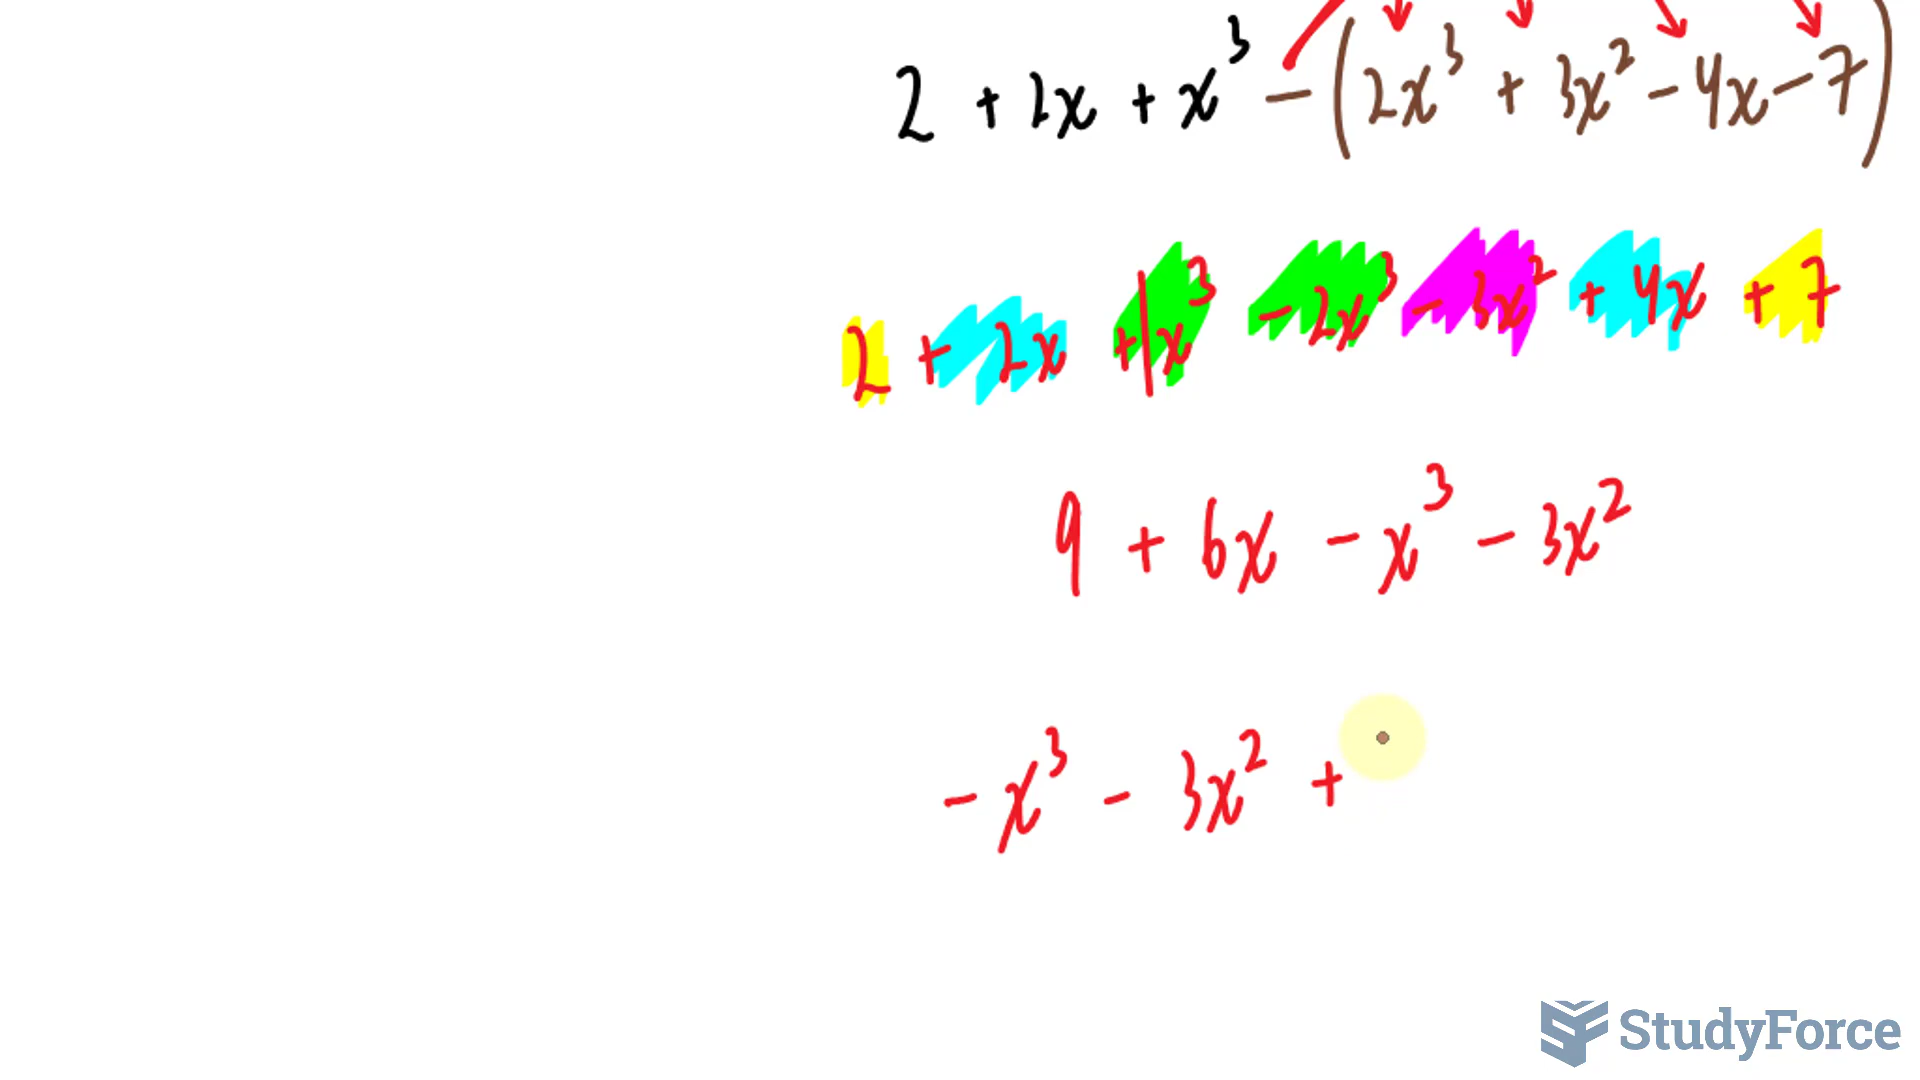 2 + 2x + x³ - (2x³ + 3x² - 4x - 7)
2 + 2x + 1x³ - 2x³ - 3x² + 4x + 7
9 + 6x - x³ - 3x²
- x³ - 3x² +
StudyForce